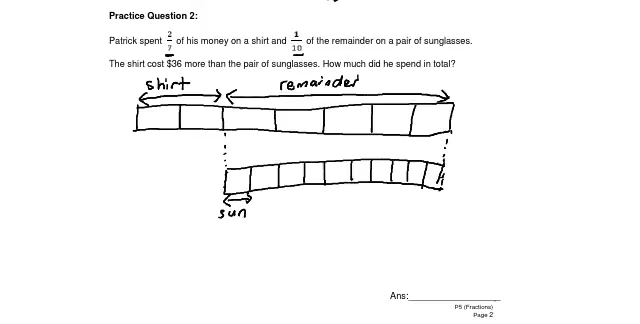 Practice Question 2:
Patrick spent 2/7 of his money on a shirt and 1/10 of the remainder on a pair of sunglasses.
The shirt cost $36 more than the pair of sunglasses. How much did he spend in total?
shirt remainder
sun
Ans:
P5 (Fractions)
Page 2